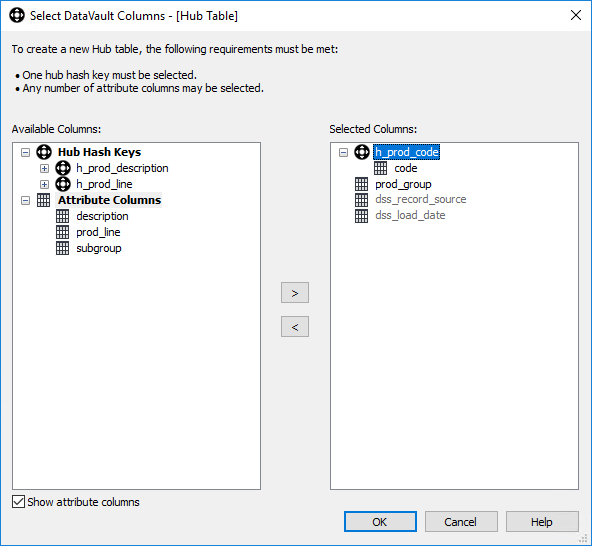 Select DataVault Columns - [Hub Table]
To create a new Hub table, the following requirements must be met:
• One hub hash key must be selected.
• Any number of attribute columns may be selected.
Available Columns:
Hub Hash Keys
h_prod_description
h_prod_line
Attribute Columns
description
prod_line
subgroup
>
<
Selected Columns:
h_prod_code
code
prod_group
dss_record_source
dss_load_date
Show attribute columns
OK
Cancel
Help